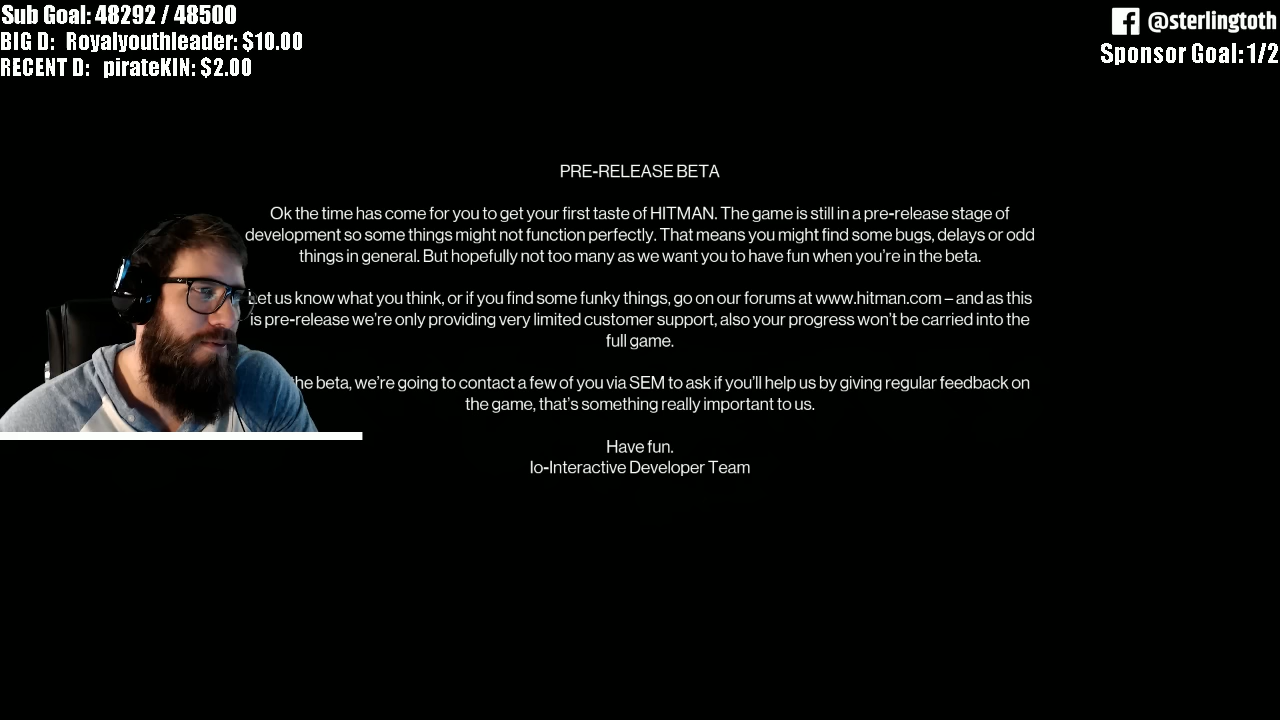 Sub Goal: 48292 / 48500
BIG D: Royalyouthleader: $10.00
RECENT D: pirateKIN: $2.00
@sterlingtoth
Sponsor Goal: 1/2
PRE-RELEASE BETA
Ok the time has come for you to get your first taste of HITMAN. The game is still in a pre-release stage of
development so some things might not function perfectly. That means you might find some bugs, delays or odd
things in general. But hopefully not too many as we want you to have fun when you're in the beta.
Let us know what you think, or if you find some funky things, go on our forums at www.hitman.com – and as this
is pre-release we're only providing very limited customer support, also your progress won't be carried into the
full game.
the beta, we're going to contact a few of you via SEM to ask if you'll help us by giving regular feedback on
the game, that's something really important to us.
Have fun.
Io-Interactive Developer Team